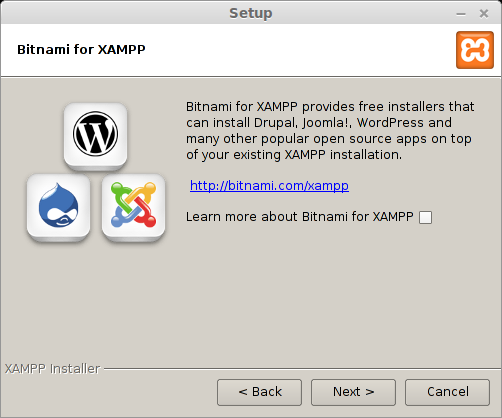 Setup
Bitnami for XAMPP
Bitnami for XAMPP provides free installers that
can install Drupal, Joomla!, WordPress and
many other popular open source apps on top
of your existing XAMPP installation.
http://bitnami.com/xampp
Learn more about Bitnami for XAMPP
XAMPP Installer
< Back
Next >
Cancel